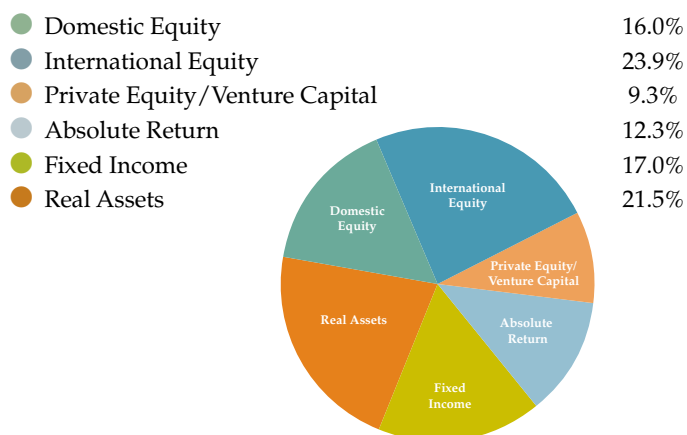 Domestic Equity 16.0%
International Equity 23.9%
Private Equity/Venture Capital 9.3%
Absolute Return 12.3%
Fixed Income 17.0%
Real Assets 21.5%
International
Equity
Domestic
Equity
Private Equity/
Venture Capital
Real Assets
Absolute
Return
Fixed
Income